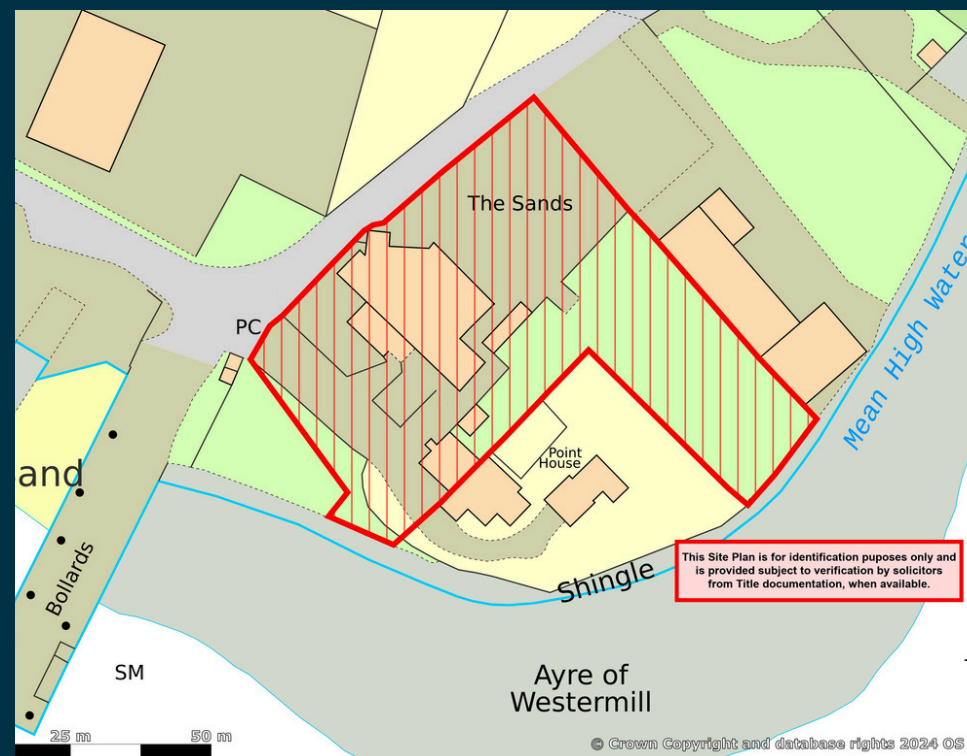 The Sands
PC
Mean High Water
Point
House
and
Bollards
Shingle
This Site Plan is for identification puposes only and
is provided subject to verification by solicitors
from Title documentation, when available.
SM
Ayre of
Westermill
25 m
50 m
© Crown Copyright and database rights 2024 OS